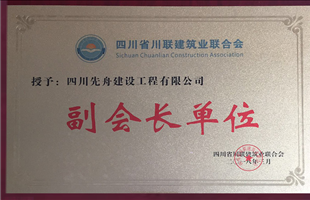 四川省川联建筑业联合会
Sichuan Chuanlian Construction Association
授予：四川先舟建设工程有限公司
副会长单位
四川省川联建筑业联合会